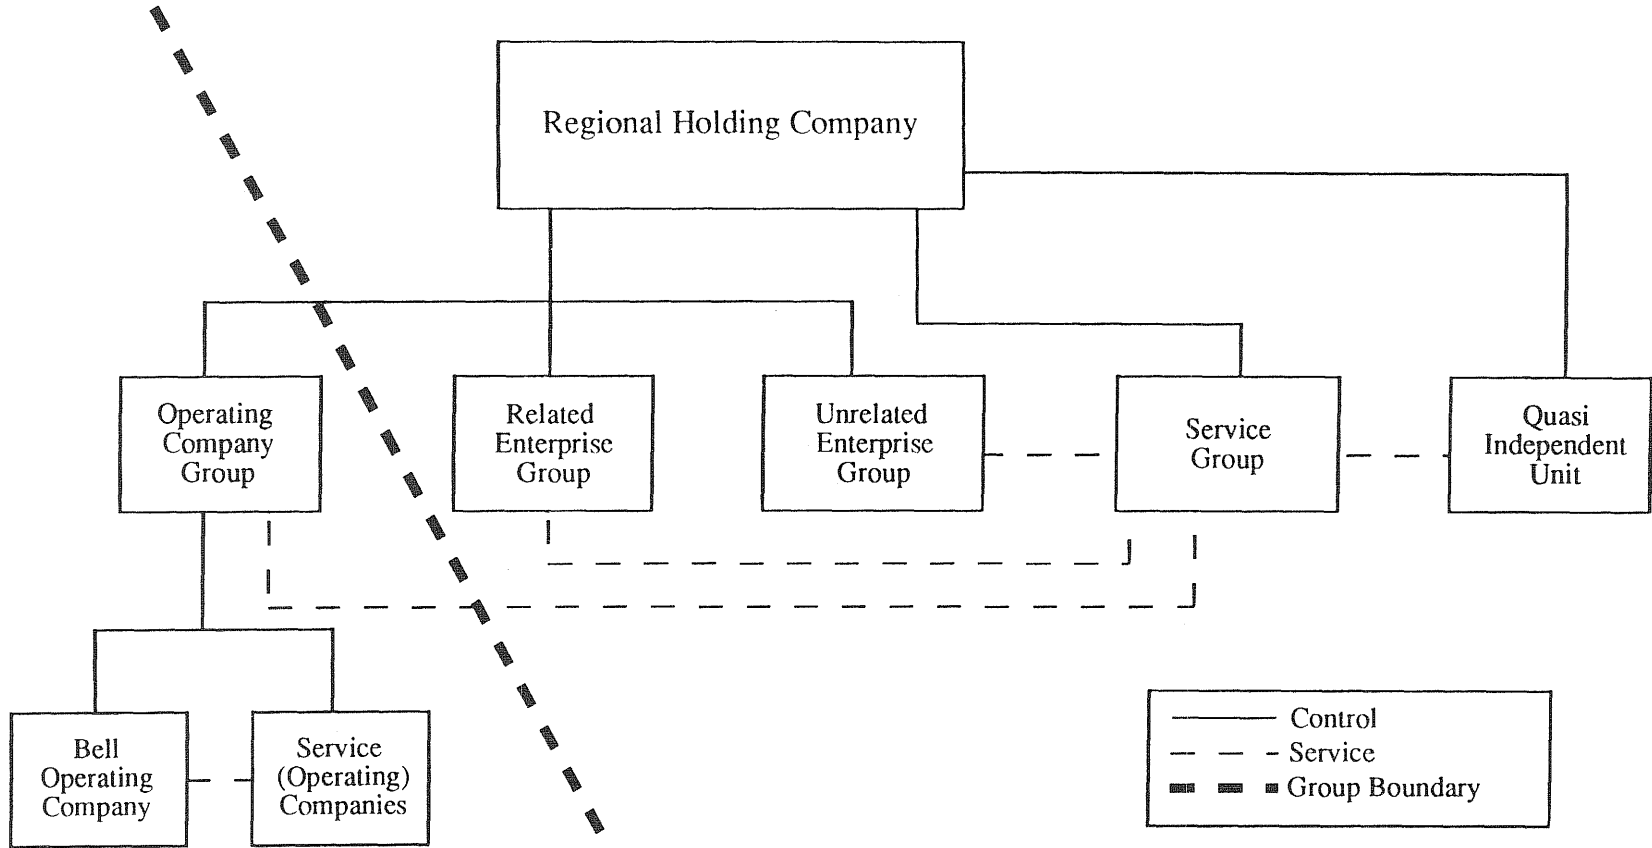 Regional Holding Company
Operating
Company
Group
Related
Enterprise
Group
Unrelated
Enterprise
Group
Service
Group
Quasi
Independent
Unit
Bell
Operating
Company
Service
(Operating)
Companies
Control
Service
Group Boundary